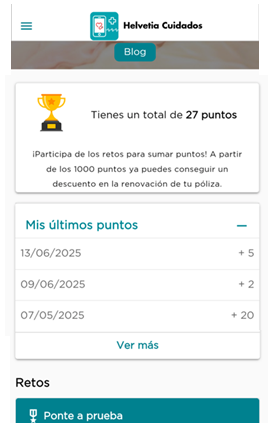 Helvetia Cuidados
Blog
Tienes un total de 27 puntos
¡Participa de los retos para sumar puntos! A partir
de los 1000 puntos ya puedes conseguir un
descuento en la renovación de tu póliza.
Mis últimos puntos
13/06/2025 + 5
09/06/2025 + 2
07/05/2025 + 20
Ver más
Retos
Ponte a prueba